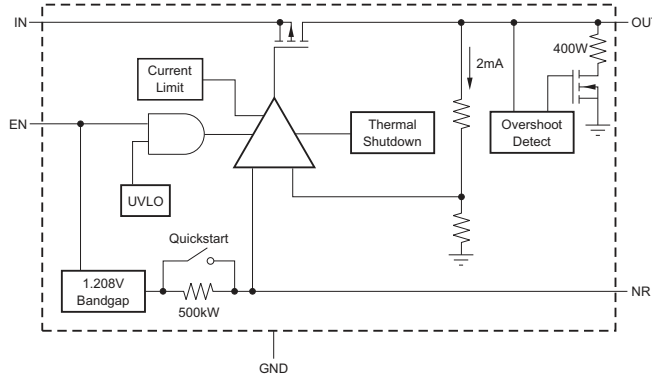 IN
OUT
400W
2mA
Current
Limit
EN
Thermal
Shutdown
Overshoot
Detect
UVLO
Quickstart
1.208V
Bandgap
500kW
NR
GND